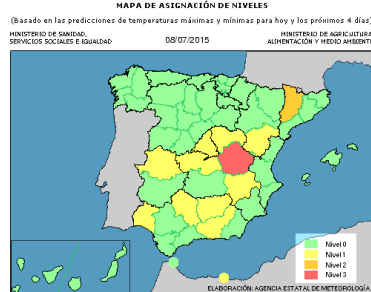 MAPA DE ASIGNACIÓN DE NIVELES
(Basado en las predicciones de temperaturas máximas y mínimas para hoy y los próximos 4 días)
MINISTERIO DE SANIDAD,
SERVICIOS SOCIALES E IGUALDAD
08/07/2015
MINISTERIO DE AGRICULTURA
ALIMENTACIÓN Y MEDIO AMBIENT
Nivel 0
Nivel 1
Nivel 2
Nivel 3
ELABORACIÓN: AGENCIA ESTATAL DE METEOROLOGÍA